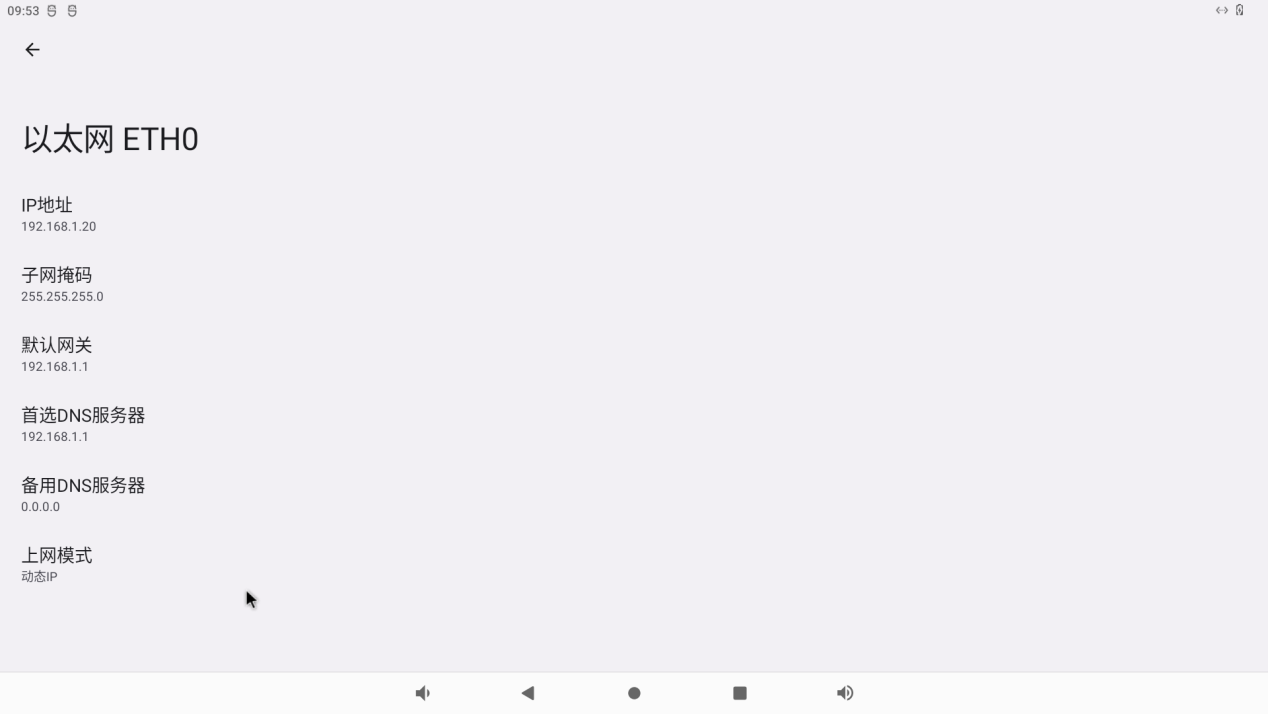 09:53
以太网 ETH0
IP地址
192.168.1.20
子网掩码
255.255.255.0
默认网关
192.168.1.1
首选DNS服务器
192.168.1.1
备用DNS服务器
0.0.0.0
上网模式
动态IP